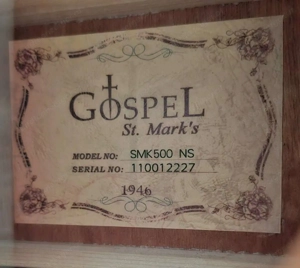 GOSPEL
St. Mark's
MODEL NO: SMK500 NS
SERIAL NO: 110012227
1946